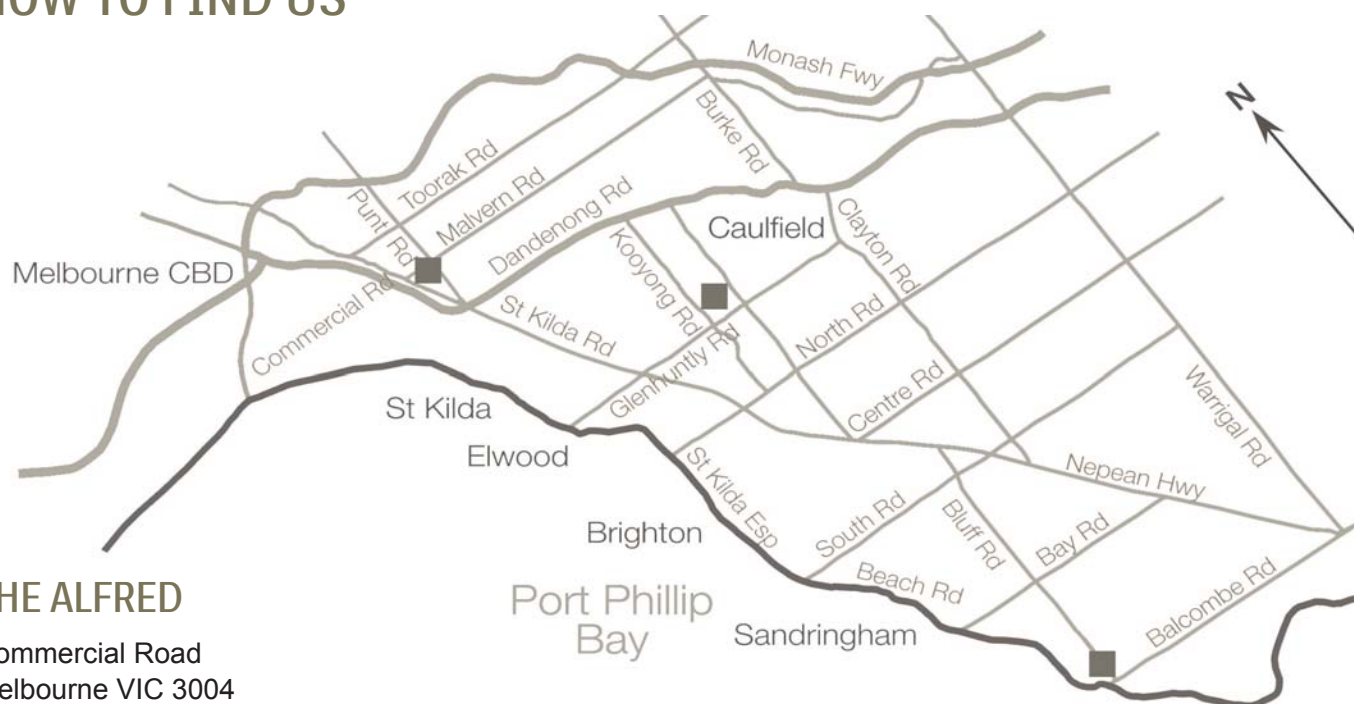 HOW TO FIND US
Monash Fwy
N
Burke Rd
Toorak Rd
Punt Rd
Malvern Rd
Dandenong Rd
Caulfield
Clayton Rd
Kooyong Rd
Melbourne CBD
Commercial Rd
St Kilda Rd
North Rd
Glenhuntly Rd
Centre Rd
Warrigal Rd
St Kilda
Elwood
Nepean Hwy
St Kilda Esp
South Rd
Bluff Rd
Bay Rd
Brighton
Beach Rd
Balcombe Rd
Port Phillip
Bay
Sandringham
HE ALFRED
ommercial Road
elbourne VIC 3004